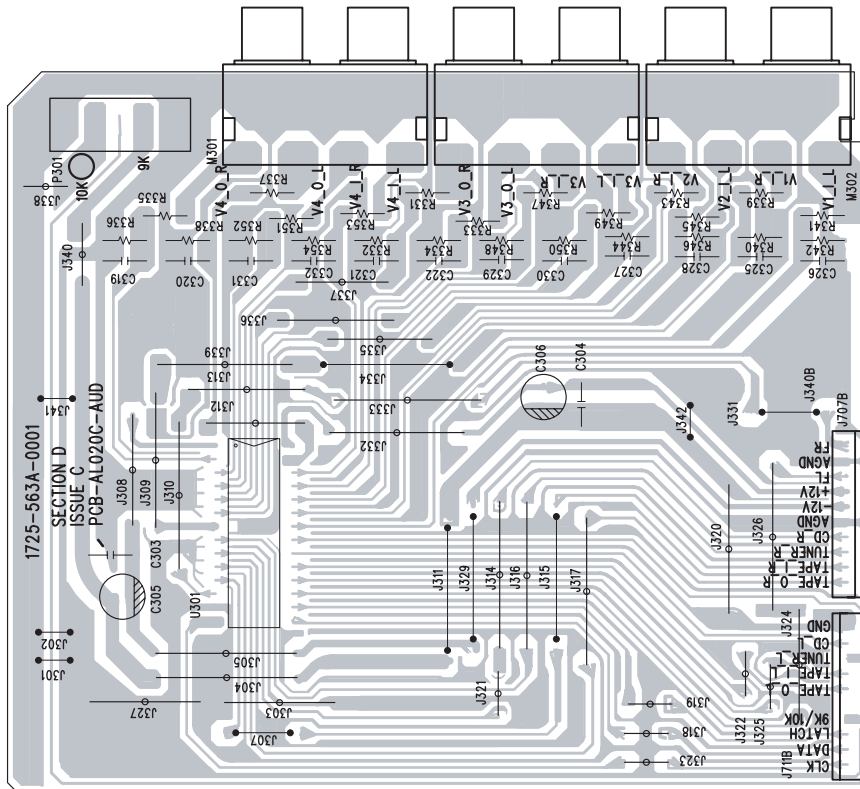 M301
P301
10K
9K
J338
R335
R336
R338
J340
C319
C320
V4_O_R
R337
R352
R351
C331
V4_O_L
R354
C332
V4_I_R
R353
R332
C321
V4_I_L
R331
R334
C322
V3_O_R
R333
V3_O_L
R348
C329
V3_I_R
R347
R350
C330
V3_I_L
R349
R344
C327
V2_I_R
R343
R345
R346
C328
V2_I_L
V1_I_R
R339
R340
C325
V1_I_L
M302
R341
R342
C326
J337
J336
J335
J339
J313
J334
J312
J333
J332
C306
C304
J342
J331
J340B
J707B
J341
1725-563A-0001
SECTION D
ISSUE C
PCB-AL020C-AUD
J308
J309
J310
C303
C305
U301
J302
J301
J305
J304
J327
J303
J307
J311
J329
J314
J316
J315
J317
J321
J319
J318
J323
J320
J326
J324
J322
J325
FR
AGND
FL
+12V
-12V
AGND
CD_R
TUNER_R
TAPE_I_R
TAPE_O_R
GND
CD_L
TUNER_L
TAPE_I_L
TAPE_O_L
9K/10K
LATCH
DATA
CLK
J711B